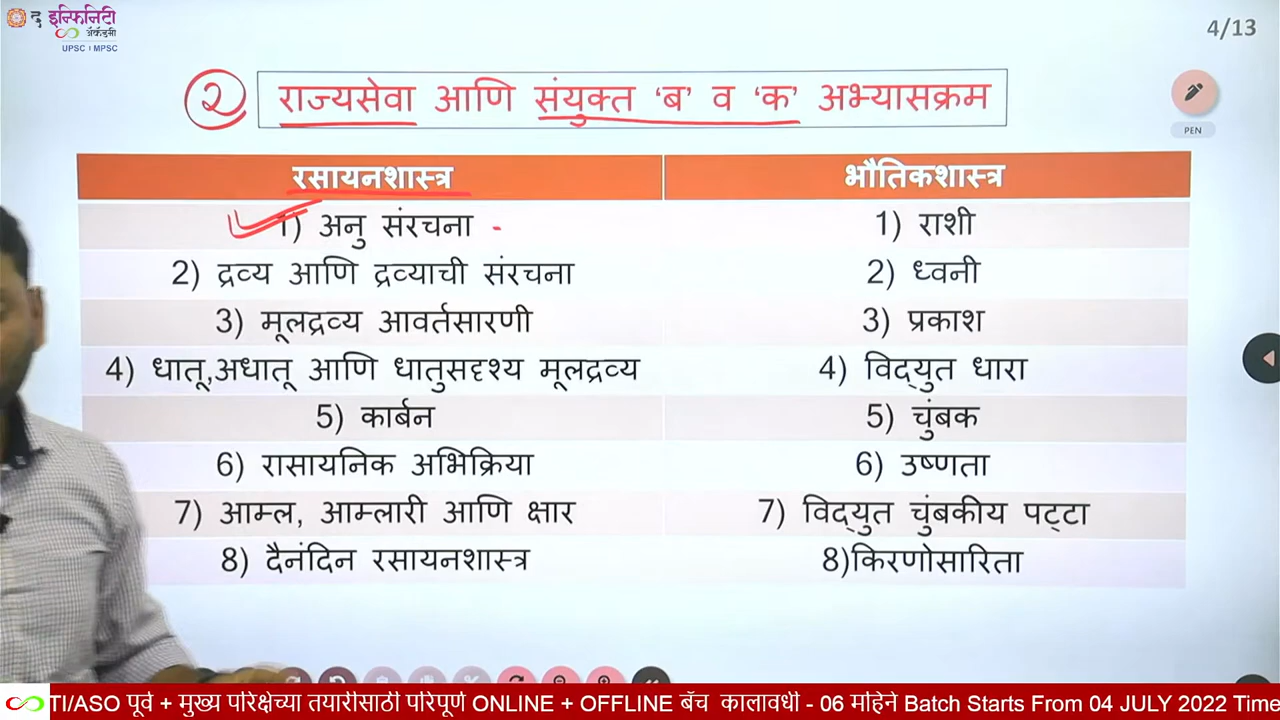 द इन्फिनिटी
अ‍ॅकॅडमी
UPSC । MPSC
4/13
२
राज्यसेवा आणि संयुक्त ‘ब’ व ‘क’ अभ्यासक्रम
PEN
रसायनशास्त्र भौतिकशास्त्र
1) अनु संरचना 1) राशी
2) द्रव्य आणि द्रव्याची संरचना 2) ध्वनी
3) मूलद्रव्य आवर्तसारणी 3) प्रकाश
4) धातू,अधातू आणि धातुसदृश्य मूलद्रव्य 4) विद्‌युत धारा
5) कार्बन 5) चुंबक
6) रासायनिक अभिक्रिया 6) उष्णता
7) आम्ल, आम्लारी आणि क्षार 7) विद्‌युत चुंबकीय पट्‌टा
8) दैनंदिन रसायनशास्त्र 8)किरणोसारिता
TI/ASO पूर्व + मुख्य परिक्षेच्या तयारीसाठी परिपूर्ण ONLINE + OFFLINE बॅच कालावधी - 06 महिने Batch Starts From 04 JULY 2022 Time